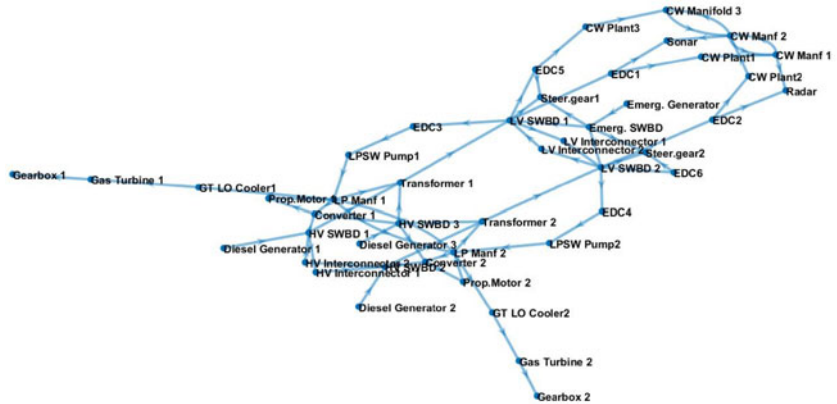 CW Manifold 3
CW Plant3
CW Manf 2
Sonar
CW Manf 1
CW Plant1
EDC5
EDC1
CW Plant2
Radar
Steer.gear1
Emerg. Generator
LV SWBD 1
EDC2
EDC3
Emerg. SWBD
LV Interconnector 1
LV Interconnector 2
Steer.gear2
LPSW Pump1
LV SWBD 2
EDC6
Gearbox 1
Gas Turbine 1
GT LO Cooler1
Transformer 1
Prop.Motor
LP Manf 1
EDC4
Converter 1
HV SWBD 3
Transformer 2
HV SWBD 1
Diesel Generator 1
Diesel Generator 3
LPSW Pump2
LP Manf 2
HV Interconnector 2
HV SWBD 2
Converter 2
HV Interconnector 1
Prop.Motor 2
Diesel Generator 2
GT LO Cooler2
Gas Turbine 2
Gearbox 2